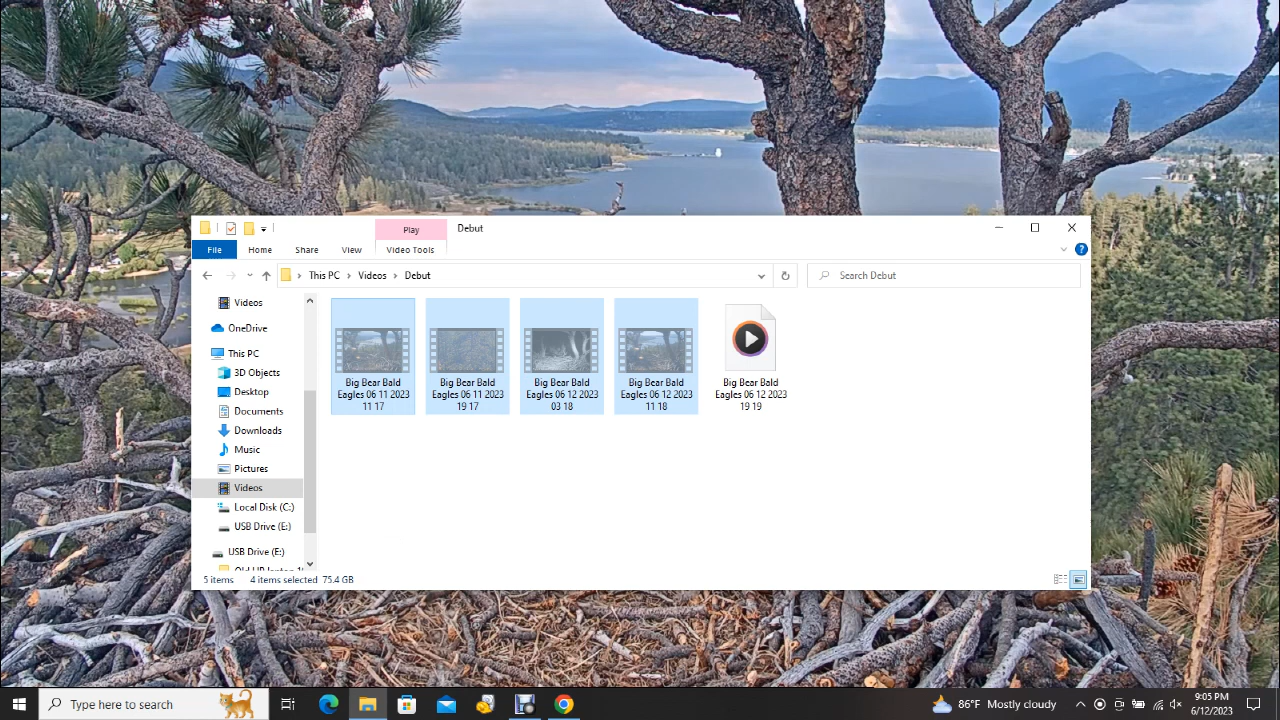 Play
Debut
File
Home
Share
View
Video Tools
This PC
Videos
Debut
Search Debut
Videos
OneDrive
This PC
3D Objects
Desktop
Documents
Downloads
Music
Pictures
Videos
Local Disk (C:)
USB Drive (E:)
USB Drive (E:)
Big Bear Bald
Eagles 06 11 2023
11 17
Big Bear Bald
Eagles 06 11 2023
19 17
Big Bear Bald
Eagles 06 12 2023
03 18
Big Bear Bald
Eagles 06 12 2023
11 18
Big Bear Bald
Eagles 06 12 2023
19 19
5 items
4 items selected 75.4 GB
Type here to search
86°F Mostly cloudy
9:05 PM
6/12/2023